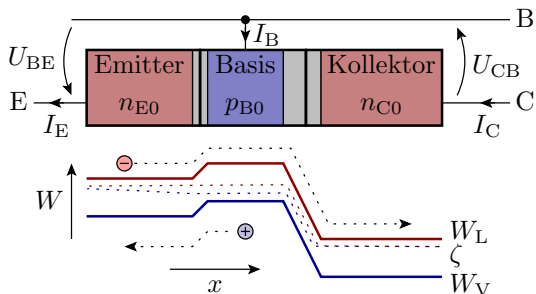 B
I_B
U_BE
Emitter Basis Kollektor
U_CB
n_E0 p_B0 n_C0
E C
I_E I_C
−
W
W_L
ζ
+
W_V
x